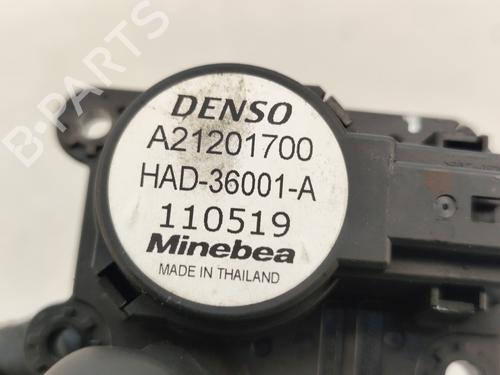 B-PARTS
DENSO
A21201700
HAD-36001-A
110519
Minebea
MADE IN THAILAND